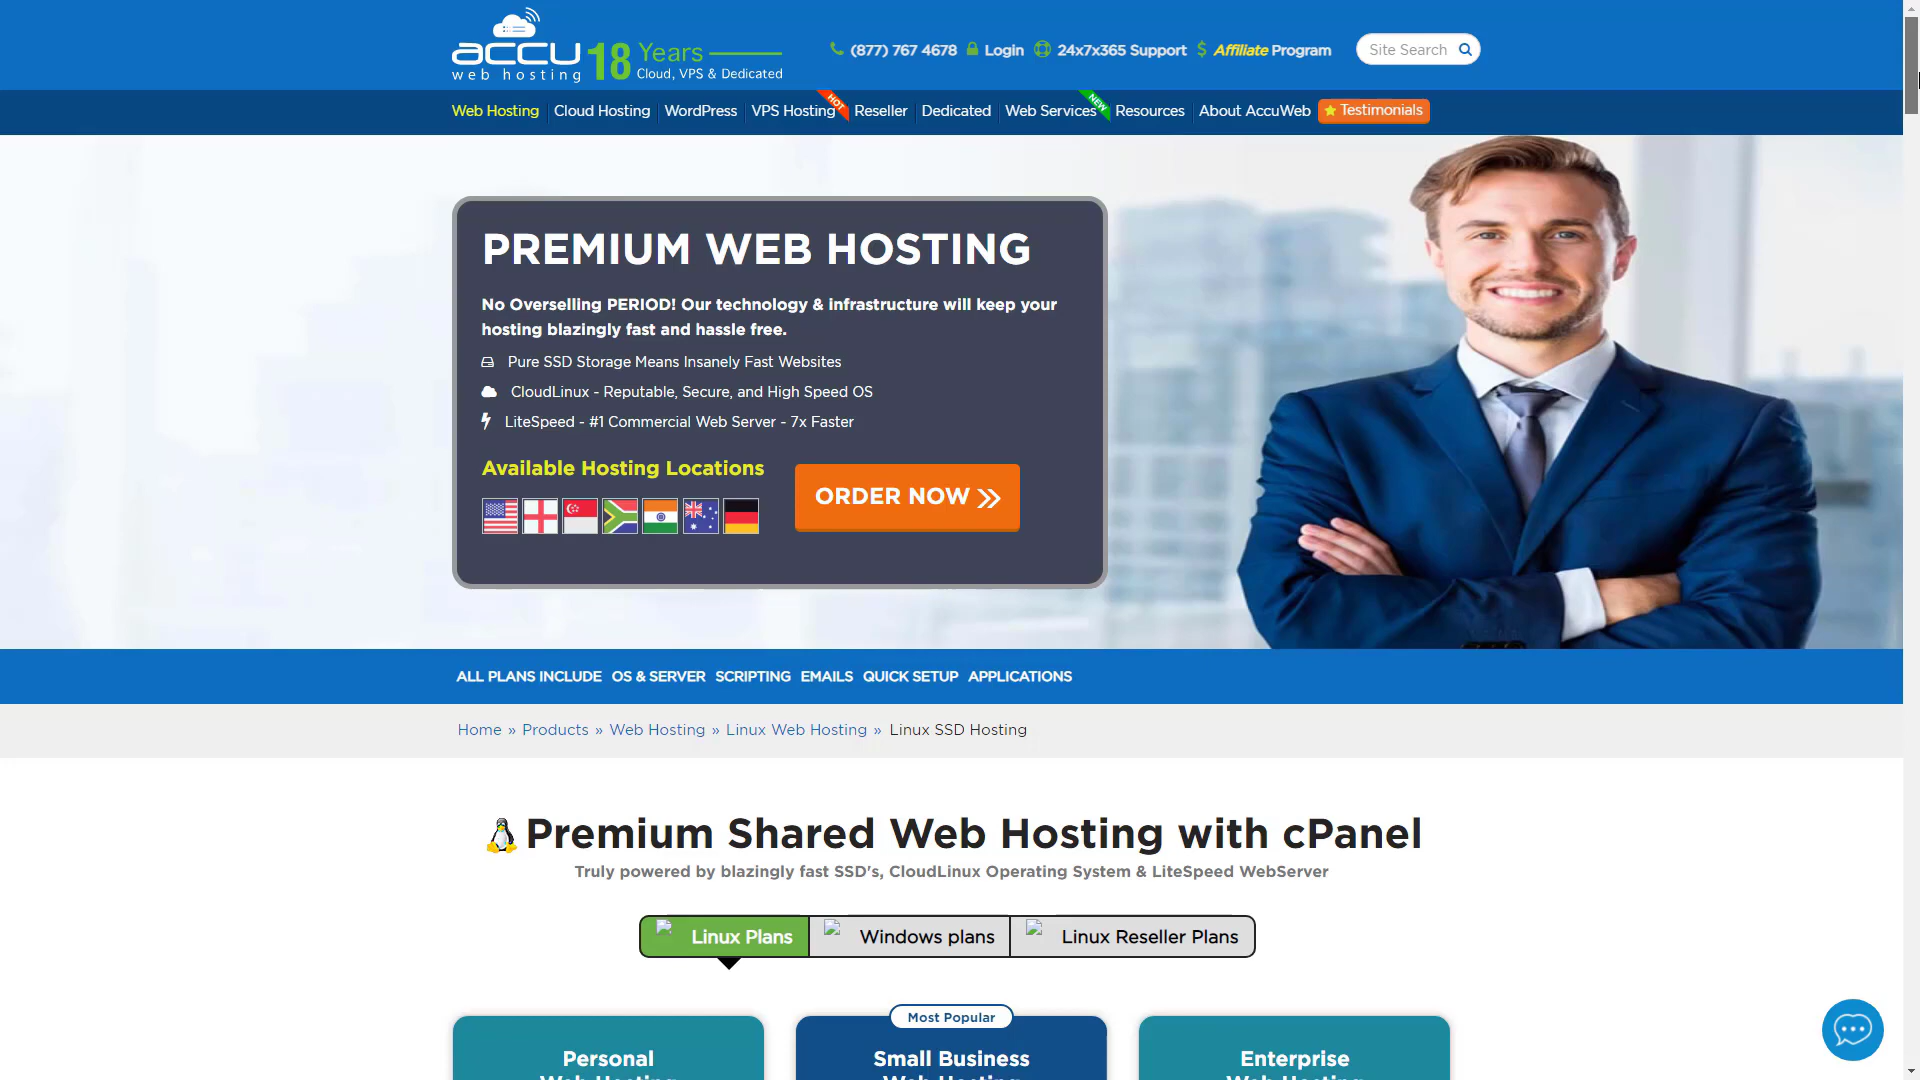 accu
web hosting
18 Years
Cloud, VPS & Dedicated
(877) 767 4678
Login
24x7x365 Support
$ Affiliate Program
Site Search
Web Hosting
Cloud Hosting
WordPress
VPS Hosting
HOT
Reseller
Dedicated
Web Services
NEW
Resources
About AccuWeb
Testimonials
PREMIUM WEB HOSTING
No Overselling PERIOD! Our technology & infrastructure will keep your
hosting blazingly fast and hassle free.
Pure SSD Storage Means Insanely Fast Websites
CloudLinux - Reputable, Secure, and High Speed OS
LiteSpeed - #1 Commercial Web Server - 7x Faster
Available Hosting Locations
ORDER NOW
ALL PLANS INCLUDE OS & SERVER SCRIPTING EMAILS QUICK SETUP APPLICATIONS
Home » Products » Web Hosting » Linux Web Hosting » Linux SSD Hosting
Premium Shared Web Hosting with cPanel
Truly powered by blazingly fast SSD's, CloudLinux Operating System & LiteSpeed WebServer
Linux Plans
Windows plans
Linux Reseller Plans
Personal
Web Hosting
Most Popular
Small Business
Web Hosting
Enterprise
Web Hosting